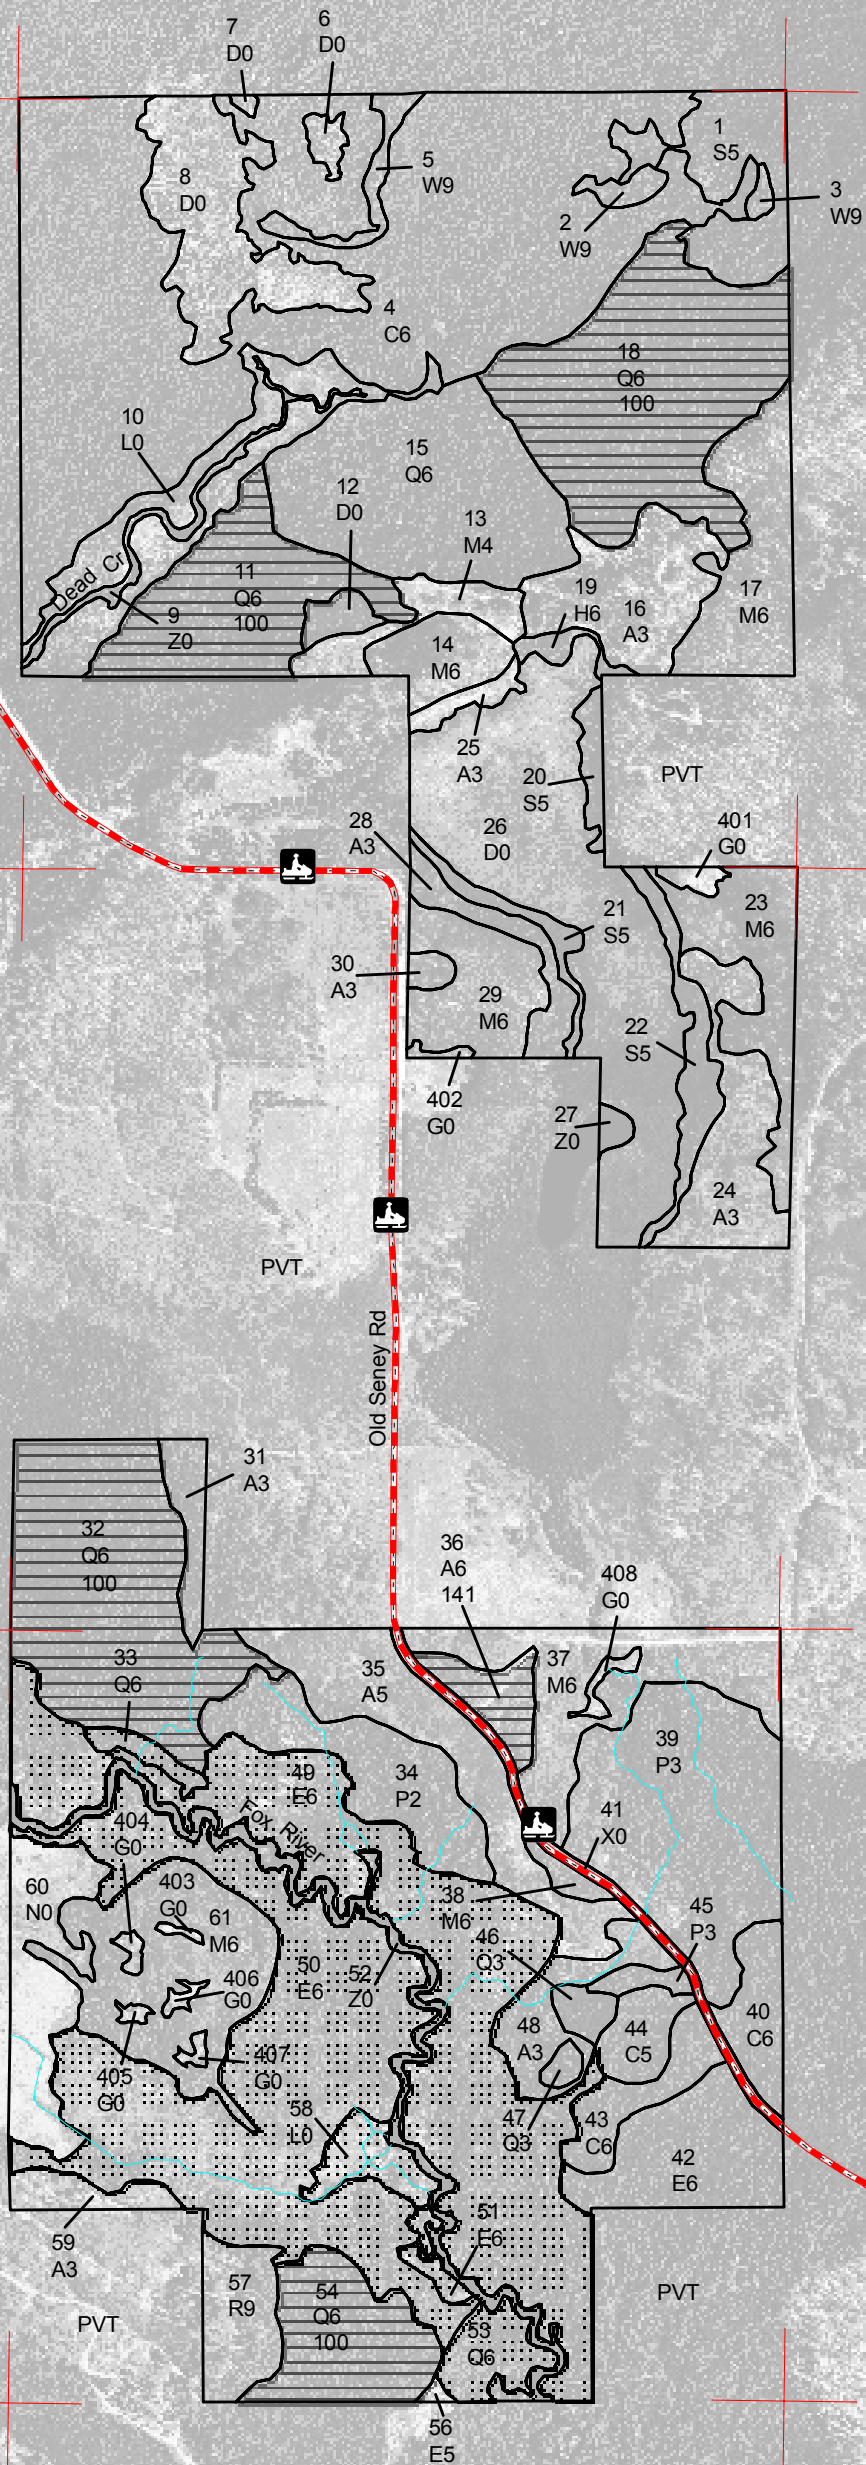 7
D0
6
D0
5
W9
1
S5
8
D0
3
W9
2
W9
4
C6
18
Q6
100
10
L0
15
Q6
12
D0
13
M4
Dead Cr
11
Q6
100
9
Z0
19
H6
16
A3
17
M6
14
M6
25
A3
20
S5
PVT
28
A3
26
D0
401
G0
21
S5
23
M6
30
A3
29
M6
22
S5
402
G0
27
Z0
24
A3
PVT
Old Seney Rd
31
A3
32
Q6
100
36
A6
141
408
G0
33
Q6
35
A5
37
M6
39
P3
49
E6
34
P2
Fox River
404
G0
41
X0
60
N0
403
G0
61
M6
38
M6
45
P3
46
Q3
50
E6
52
Z0
406
G0
48
A3
44
C5
40
C6
405
G0
407
G0
58
L0
47
Q3
43
C6
42
E6
51
E6
59
A3
57
R9
54
Q6
100
PVT
PVT
53
Q6
56
E5